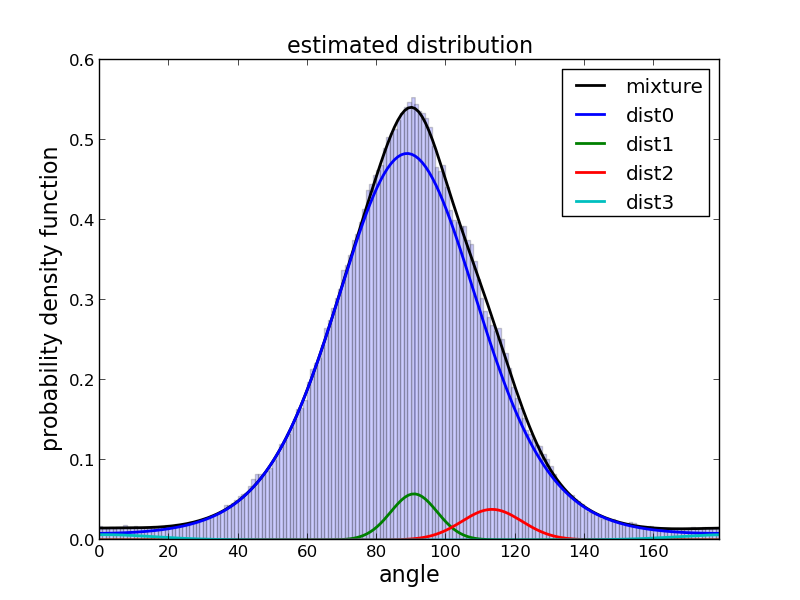 estimated distribution
mixture
dist0
dist1
dist2
dist3
probability density function
0.6
0.5
0.4
0.3
0.2
0.1
0.0
0 20 40 60 80 100 120 140 160
angle